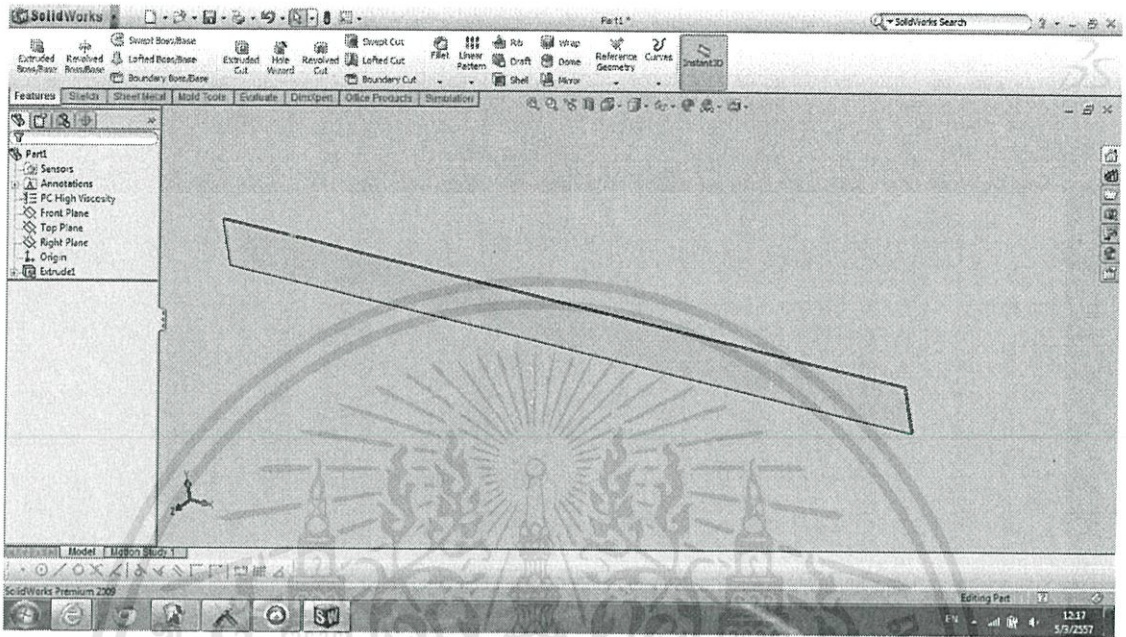 SolidWorks
Part1 *
SolidWorks Search
Extruded Boss/Base
Revolved Boss/Base
Swept Boss/Base
Lofted Boss/Base
Boundary Boss/Base
Extruded Cut
Hole Wizard
Revolved Cut
Swept Cut
Lofted Cut
Boundary Cut
Fillet
Linear Pattern
Rib
Draft
Shell
Wrap
Dome
Mirror
Reference Geometry
Curves
Instant3D
Features
Sketch
Sheet Metal
Mold Tools
Evaluate
DimXpert
Office Products
Simulation
Part1
Sensors
Annotations
PC High Viscosity
Front Plane
Top Plane
Right Plane
Origin
Extrude1
Model
Motion Study 1
SolidWorks Premium 2009
Editing Part
EN
12:17
5/3/2557